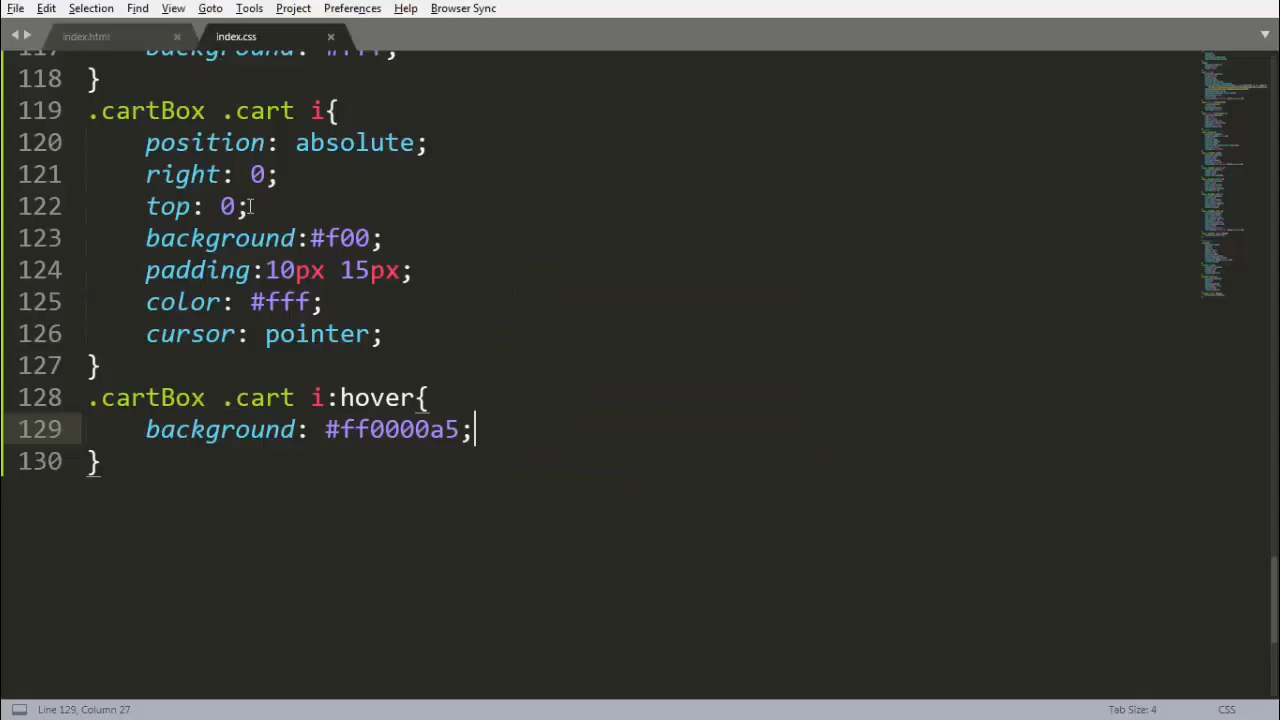 File Edit Selection Find View Goto Tools Project Preferences Help Browser Sync
index.html × index.css ×
117 background: #fff;
118 }
119 .cartBox .cart i{
120 position: absolute;
121 right: 0;
122 top: 0;
123 background:#f00;
124 padding:10px 15px;
125 color: #fff;
126 cursor: pointer;
127 }
128 .cartBox .cart i:hover{
129 background: #ff0000a5;
130 }
Line 129, Column 27 Tab Size: 4 CSS